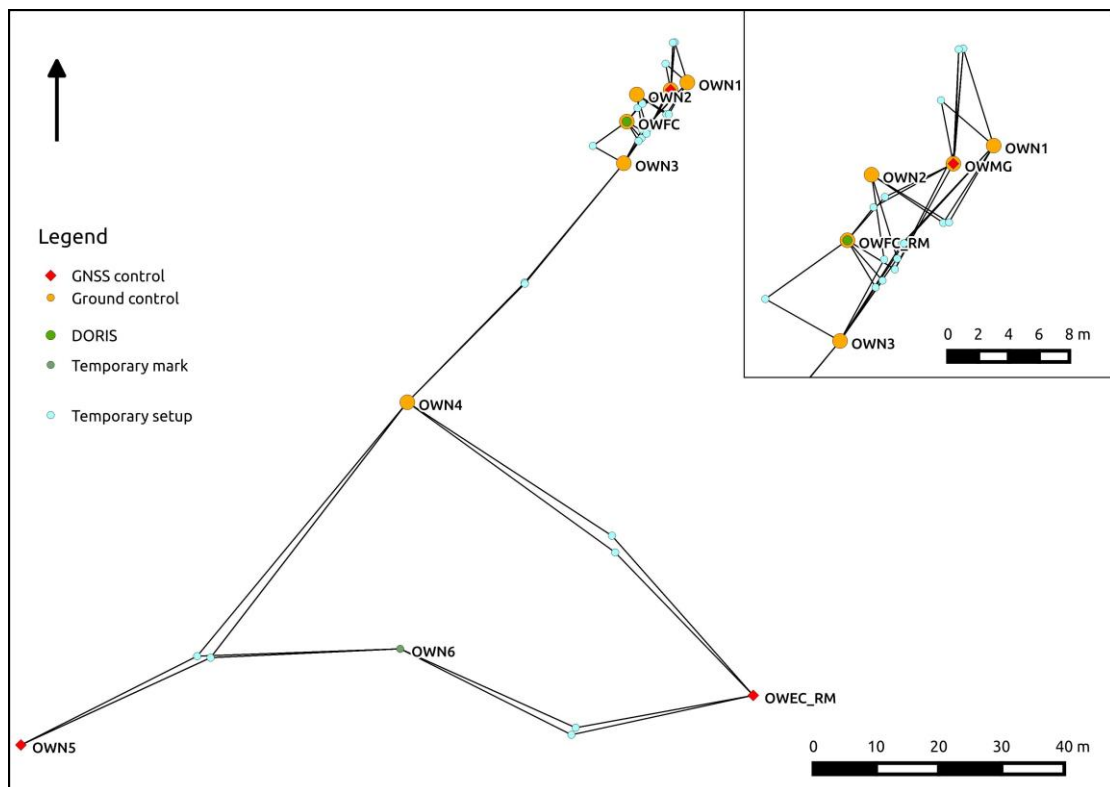 OWN1
OWN2
OWFC
OWN3
OWN1
OWMG
OWN2
OWFC_RM
OWN3
0 2 4 6 8 m
Legend
GNSS control
Ground control
DORIS
Temporary mark
Temporary setup
OWN4
OWN6
OWEC_RM
OWN5
0 10 20 30 40 m